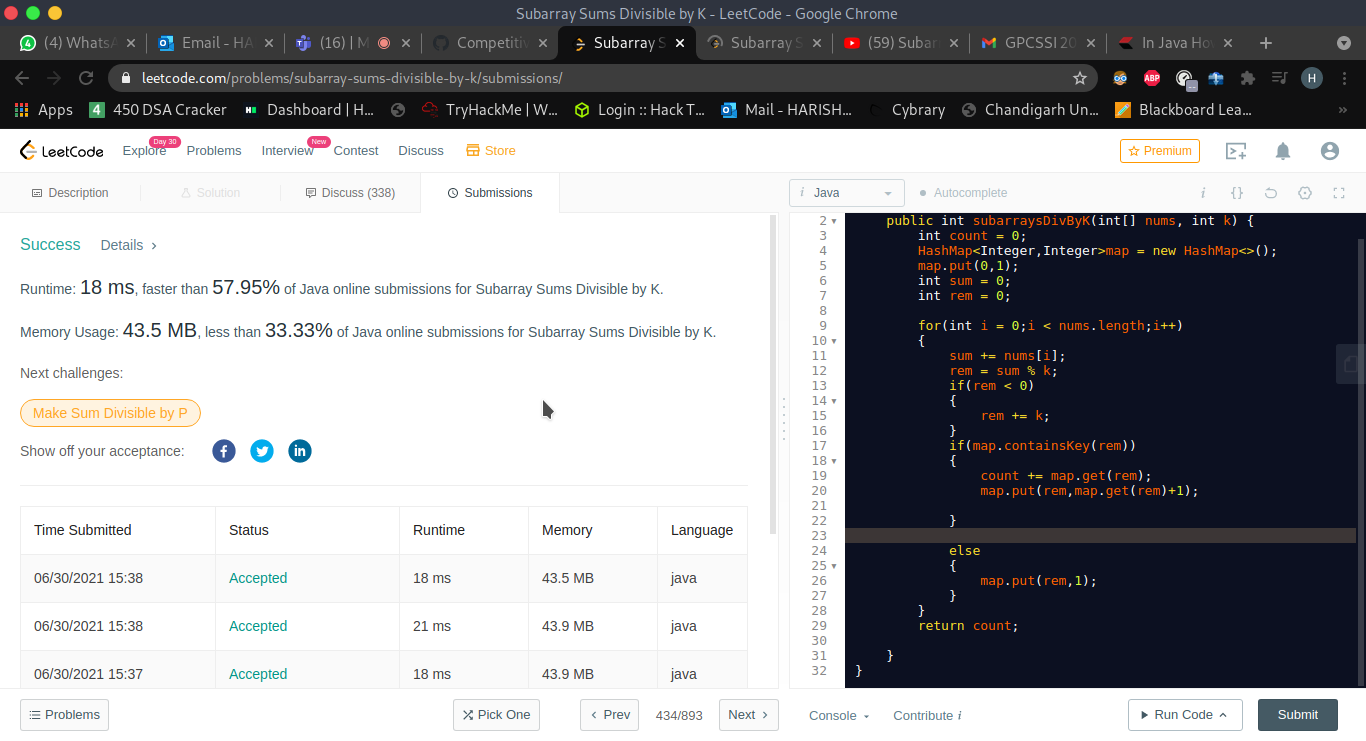 Subarray Sums Divisible by K - LeetCode - Google Chrome
(4) WhatsA
Email - HA
(16) | M
Competitiv
Subarray S
Subarray S
(59) Subar
GPCSSI 20
In Java Ho
leetcode.com/problems/subarray-sums-divisible-by-k/submissions/
ABP
H
Apps
450 DSA Cracker
Dashboard | H...
TryHackMe | W...
Login :: Hack T...
Mail - HARISH...
Cybrary
Chandigarh Un...
Blackboard Lea...
LeetCode
Explore
Day 30
Problems
Interview
New
Contest
Discuss
Store
Premium
Description
Solution
Discuss (338)
Submissions
i Java
Autocomplete
i
{}
Success
Details
Runtime: 18 ms, faster than 57.95% of Java online submissions for Subarray Sums Divisible by K.
Memory Usage: 43.5 MB, less than 33.33% of Java online submissions for Subarray Sums Divisible by K.
Next challenges:
Make Sum Divisible by P
Show off your acceptance:
Time Submitted Status Runtime Memory Language
06/30/2021 15:38 Accepted 18 ms 43.5 MB java
06/30/2021 15:38 Accepted 21 ms 43.9 MB java
06/30/2021 15:37 Accepted 18 ms 43.9 MB java
2 public int subarraysDivByK(int[] nums, int k) {
3 int count = 0;
4 HashMap<Integer,Integer>map = new HashMap<>();
5 map.put(0,1);
6 int sum = 0;
7 int rem = 0;
8
9 for(int i = 0;i < nums.length;i++)
10 {
11 sum += nums[i];
12 rem = sum % k;
13 if(rem < 0)
14 {
15 rem += k;
16 }
17 if(map.containsKey(rem))
18 {
19 count += map.get(rem);
20 map.put(rem,map.get(rem)+1);
21
22 }
23
24 else
25 {
26 map.put(rem,1);
27 }
28 }
29 return count;
30
31 }
32 }
Problems
Pick One
Prev
434/893
Next
Console
Contribute i
Run Code
Submit